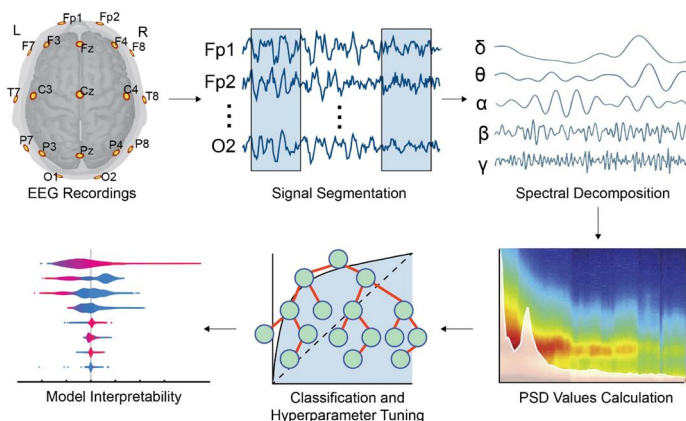 Fp1 Fp2
L R
F7 F3 Fz F4 F8
T7 C3 Cz C4 T8
P7 P3 Pz P4 P8
O1 O2
EEG Recordings
Fp1
Fp2
O2
Signal Segmentation
δ
θ
α
β
γ
Spectral Decomposition
Model Interpretability
Classification and
Hyperparameter Tuning
PSD Values Calculation